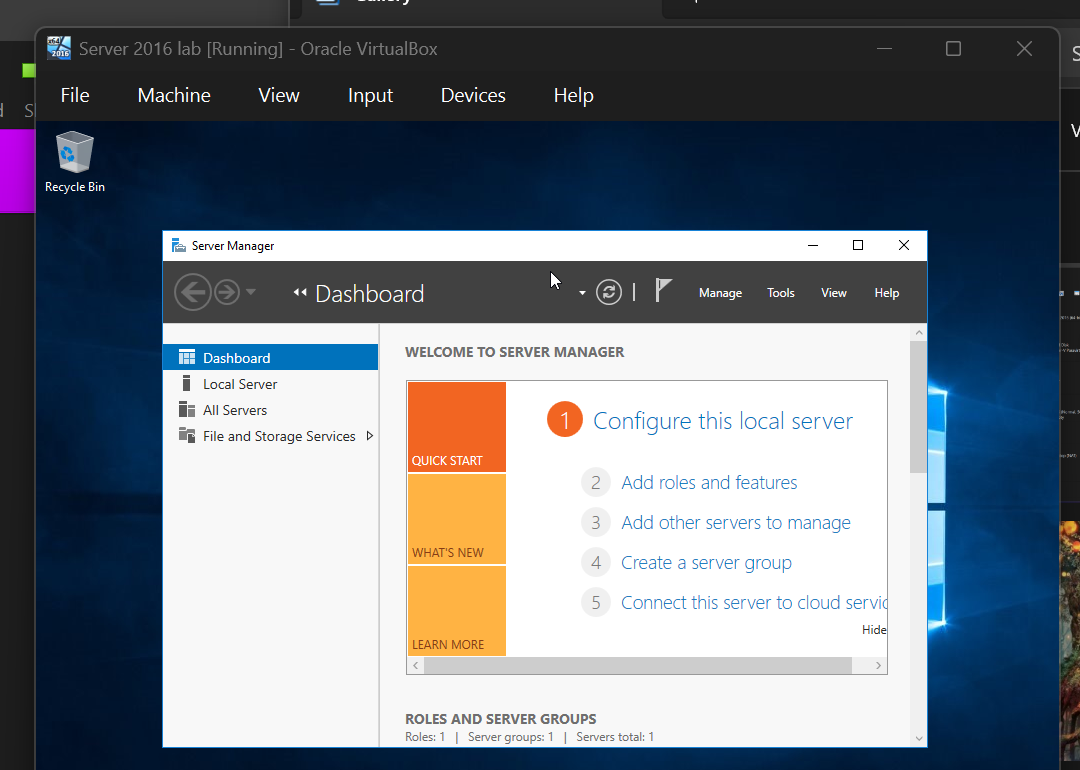 Gallery
x64
2016
Server 2016 lab [Running] - Oracle VirtualBox
File Machine View Input Devices Help
Recycle Bin
Server Manager
Dashboard
Manage Tools View Help
Dashboard
Local Server
All Servers
File and Storage Services
WELCOME TO SERVER MANAGER
QUICK START
WHAT'S NEW
LEARN MORE
1 Configure this local server
2 Add roles and features
3 Add other servers to manage
4 Create a server group
5 Connect this server to cloud servic
Hide
ROLES AND SERVER GROUPS
Roles: 1 | Server groups: 1 | Servers total: 1